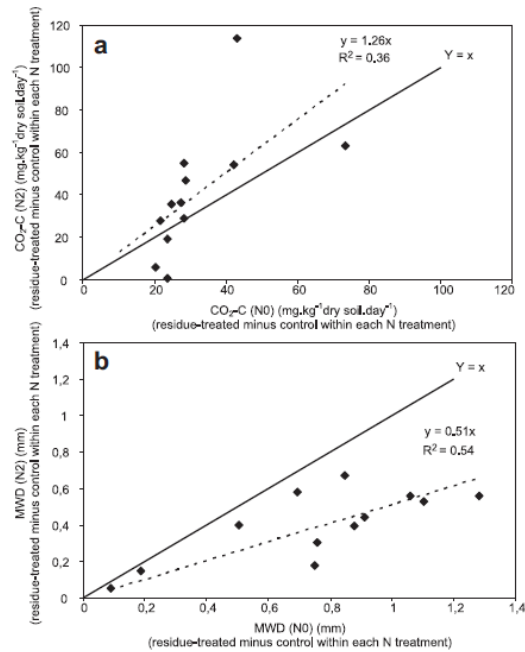 a
y = 1.26x
R² = 0.36
Y = x
CO₂-C (N2) (mg.kg⁻¹dry soil.day⁻¹)
(residue-treated minus control within each N treatment)
120
100
80
60
40
20
0
0
20
40
60
80
100
120
CO₂-C (N0) (mg.kg⁻¹dry soil.day⁻¹)
(residue-treated minus control within each N treatment)
b
Y = x
y = 0.51x
R² = 0.54
MWD (N2) (mm)
(residue-treated minus control within each N treatment)
1,4
1,2
1
0,8
0,6
0,4
0,2
0
0
0,2
0,4
0,6
0,8
1
1,2
1,4
MWD (N0) (mm)
(residue-treated minus control within each N treatment)